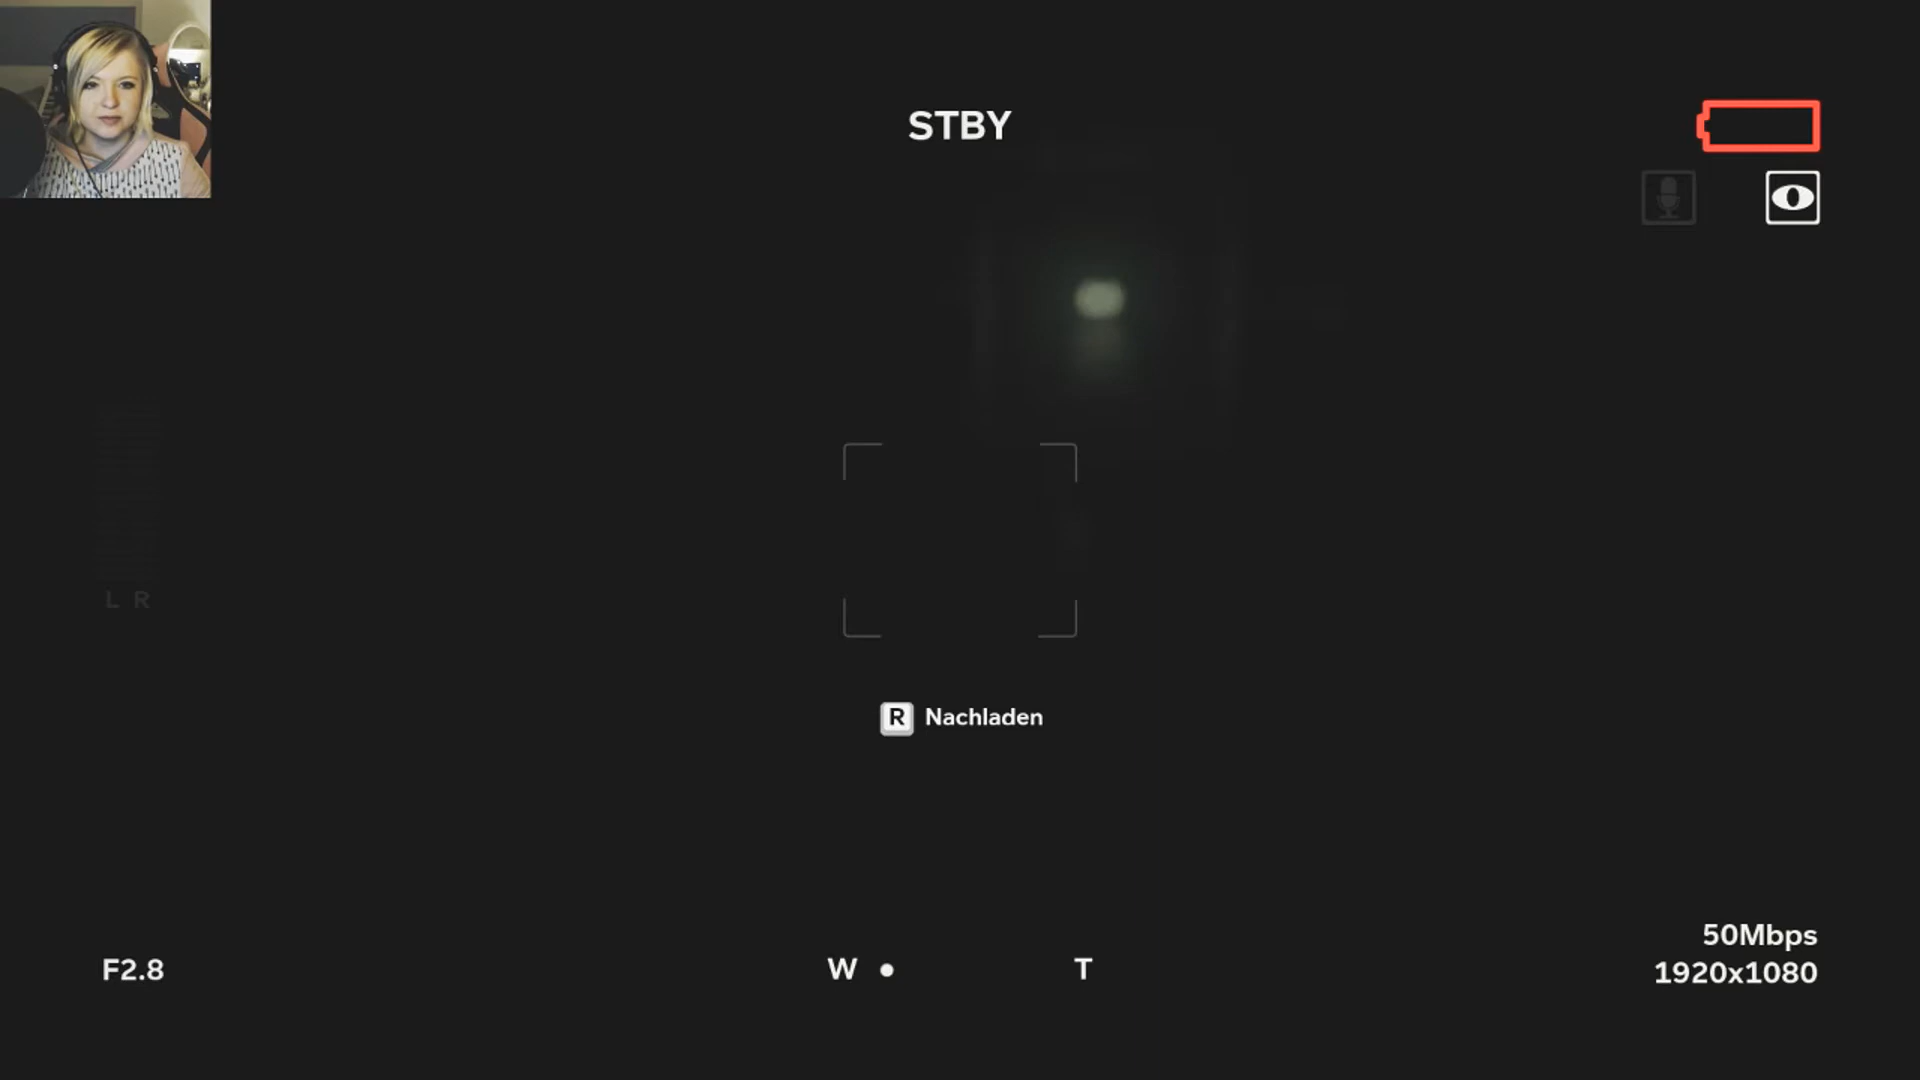 STBY
L R
R Nachladen
F2.8
W T
50Mbps
1920x1080